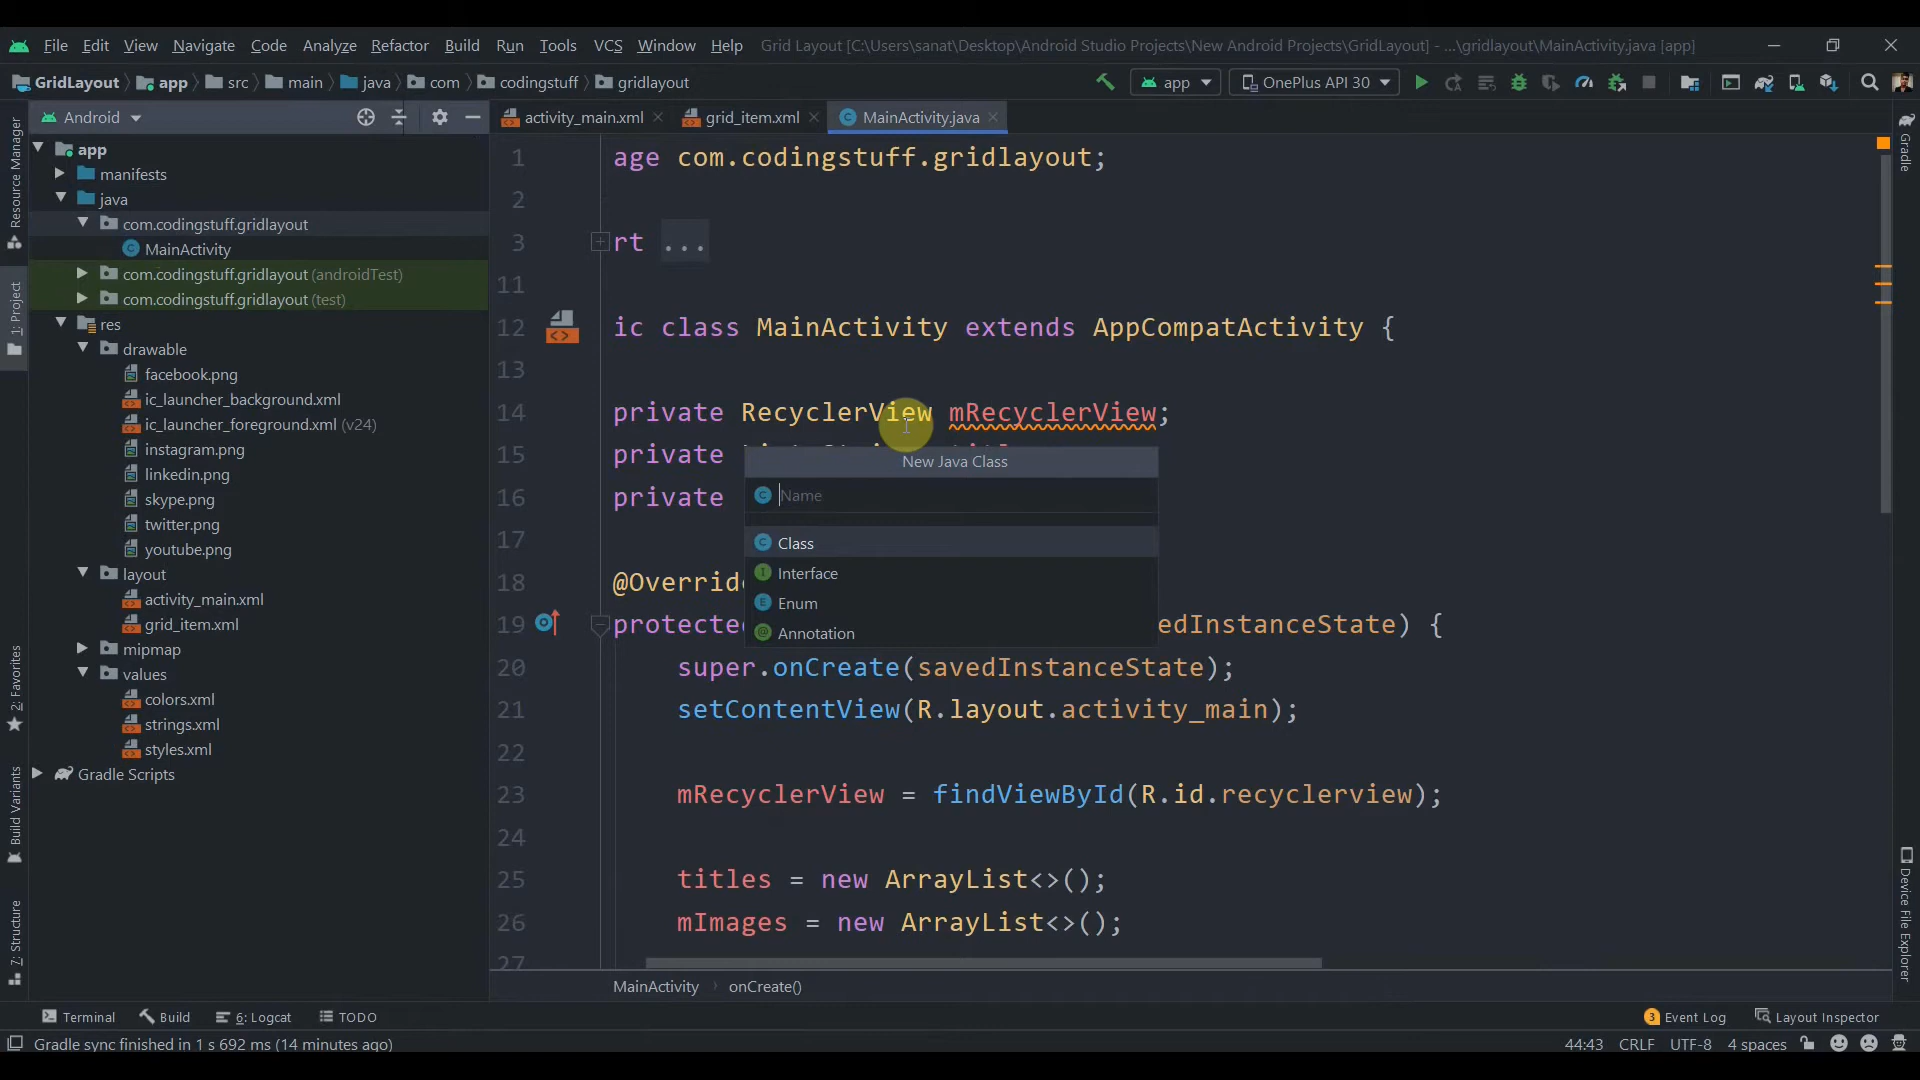 File Edit View Navigate Code Analyze Refactor Build Run Tools VCS Window Help Grid Layout [C:\Users\sanat\Desktop\Android Studio Projects\New Android Projects\GridLayout] - ...\gridlayout\MainActivity.java [app]
GridLayout app src main java com codingstuff gridlayout app OnePlus API 30
Android activity_main.xml grid_item.xml MainActivity.java
app
manifests
java
com.codingstuff.gridlayout
MainActivity
com.codingstuff.gridlayout (androidTest)
com.codingstuff.gridlayout (test)
res
drawable
facebook.png
ic_launcher_background.xml
ic_launcher_foreground.xml (v24)
instagram.png
linkedin.png
skype.png
twitter.png
youtube.png
layout
activity_main.xml
grid_item.xml
mipmap
values
colors.xml
strings.xml
styles.xml
Gradle Scripts
Resource Manager
1: Project
2: Favorites
Build Variants
7: Structure
1 age com.codingstuff.gridlayout;
2
3 rt ...
11
12 ic class MainActivity extends AppCompatActivity {
13
14 private RecyclerView mRecyclerView;
15 private
16 private
17
18 @Override
19 protected edInstanceState) {
20 super.onCreate(savedInstanceState);
21 setContentView(R.layout.activity_main);
22
23 mRecyclerView = findViewById(R.id.recyclerview);
24
25 titles = new ArrayList<>();
26 mImages = new ArrayList<>();
27
New Java Class
Name
Class
Interface
Enum
Annotation
Gradle
Device File Explorer
MainActivity onCreate()
Terminal Build 6: Logcat TODO 3 Event Log Layout Inspector
Gradle sync finished in 1 s 692 ms (14 minutes ago) 44:43 CRLF UTF-8 4 spaces